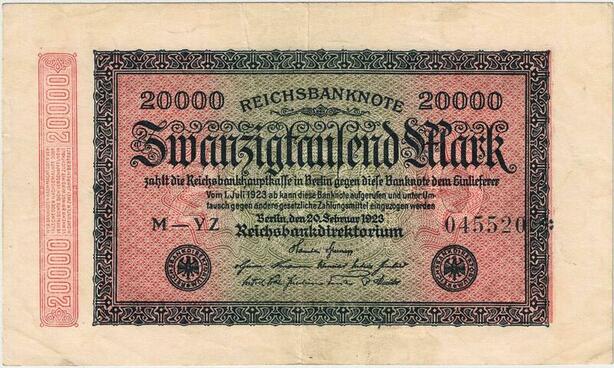 20000 REICHSBANKNOTE 20000
Zwanzigtausend Mark
zahlt die Reichsbankhauptkasse in Berlin gegen diese Banknote dem Einlieferer
Vom 1. Juli 1923 ab kann diese Banknote aufgerufen und unter Um-
tausch gegen andere gesetzliche Zahlungsmittel eingezogen werden
Berlin, den 20. Februar 1923
M — YZ
Reichsbankdirektorium
20000
20000